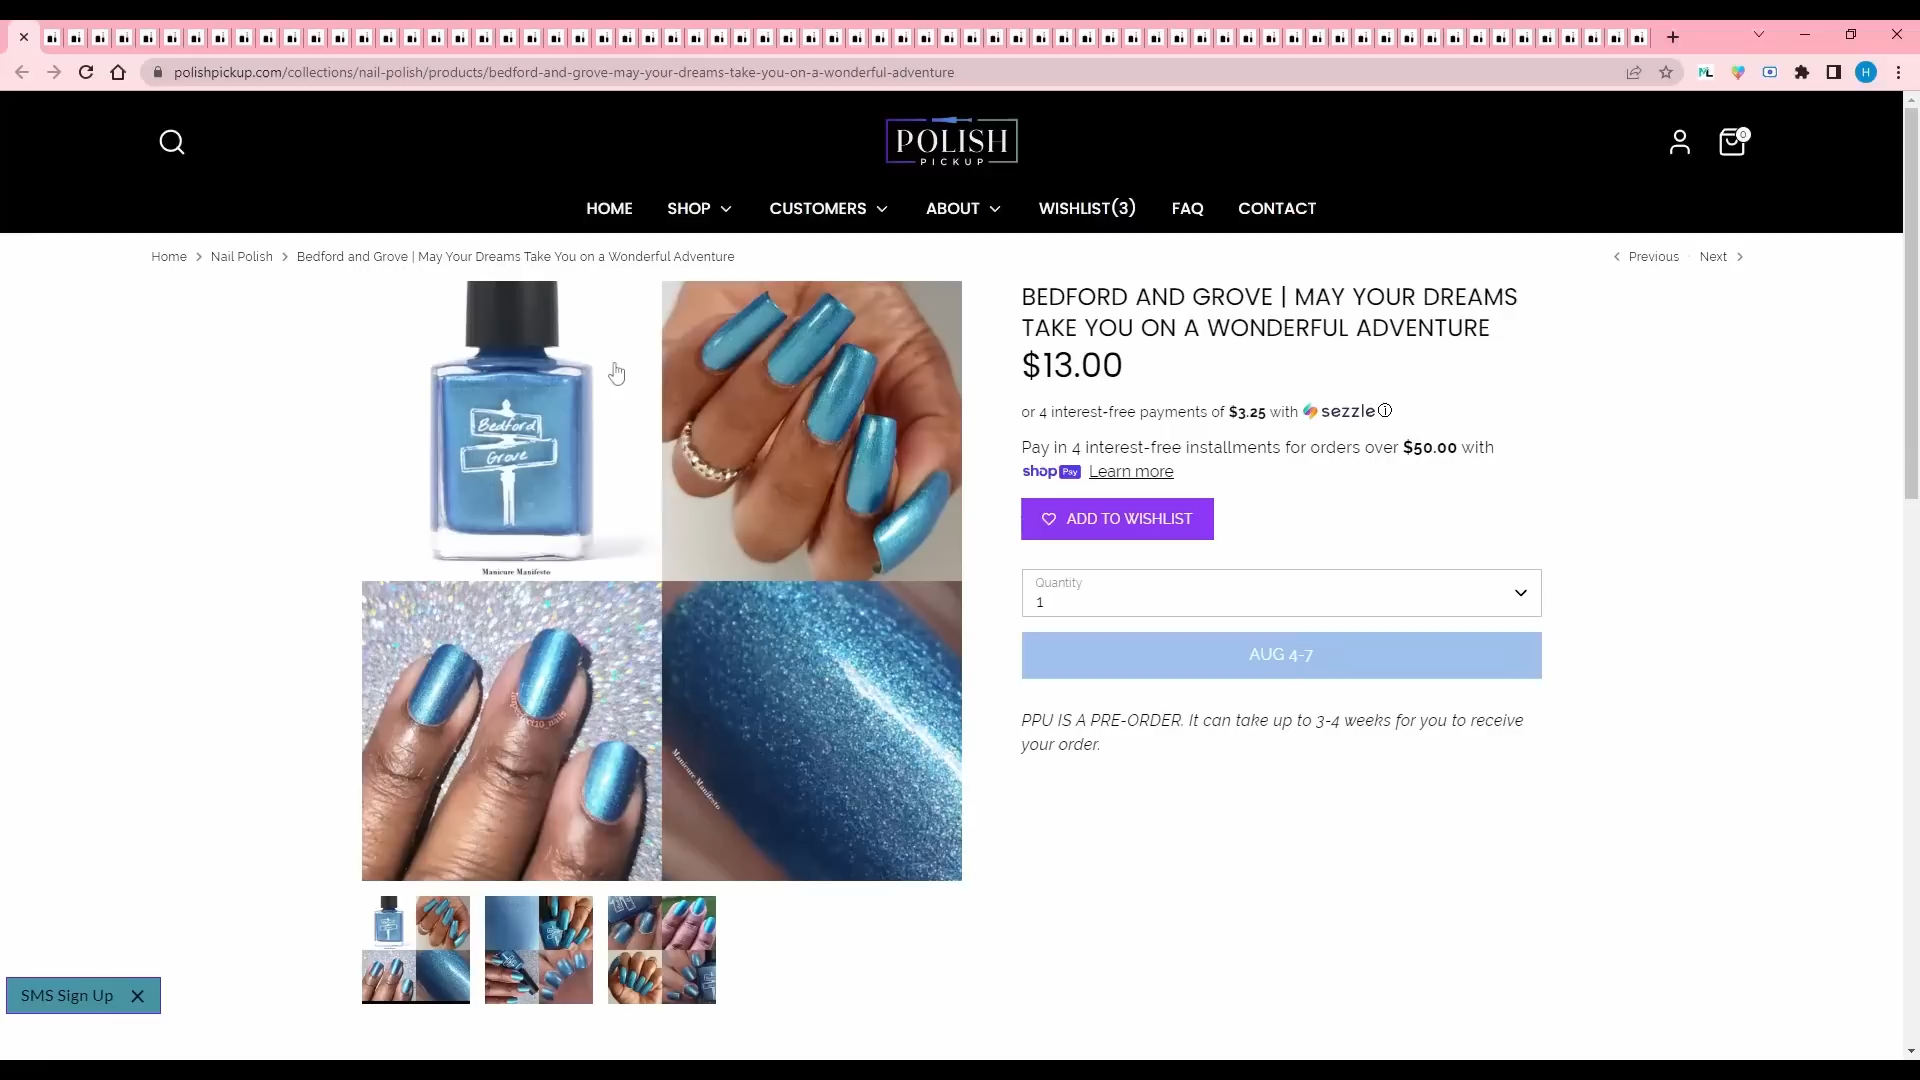 polishpickup.com/collections/nail-polish/products/bedford-and-grove-may-your-dreams-take-you-on-a-wonderful-adventure
H
POLISH
PICKUP
0
HOME
SHOP
CUSTOMERS
ABOUT
WISHLIST(3)
FAQ
CONTACT
Home > Nail Polish > Bedford and Grove | May Your Dreams Take You on a Wonderful Adventure
Previous
Next
Bedford
Grove
Manicure Manifesto
Manicure Manifesto
BEDFORD AND GROVE | MAY YOUR DREAMS
TAKE YOU ON A WONDERFUL ADVENTURE
$13.00
or 4 interest-free payments of $3.25 with sezzle
Pay in 4 interest-free installments for orders over $50.00 with
shop Pay Learn more
ADD TO WISHLIST
Quantity
1
AUG 4-7
PPU IS A PRE-ORDER. It can take up to 3-4 weeks for you to receive
your order.
SMS Sign Up